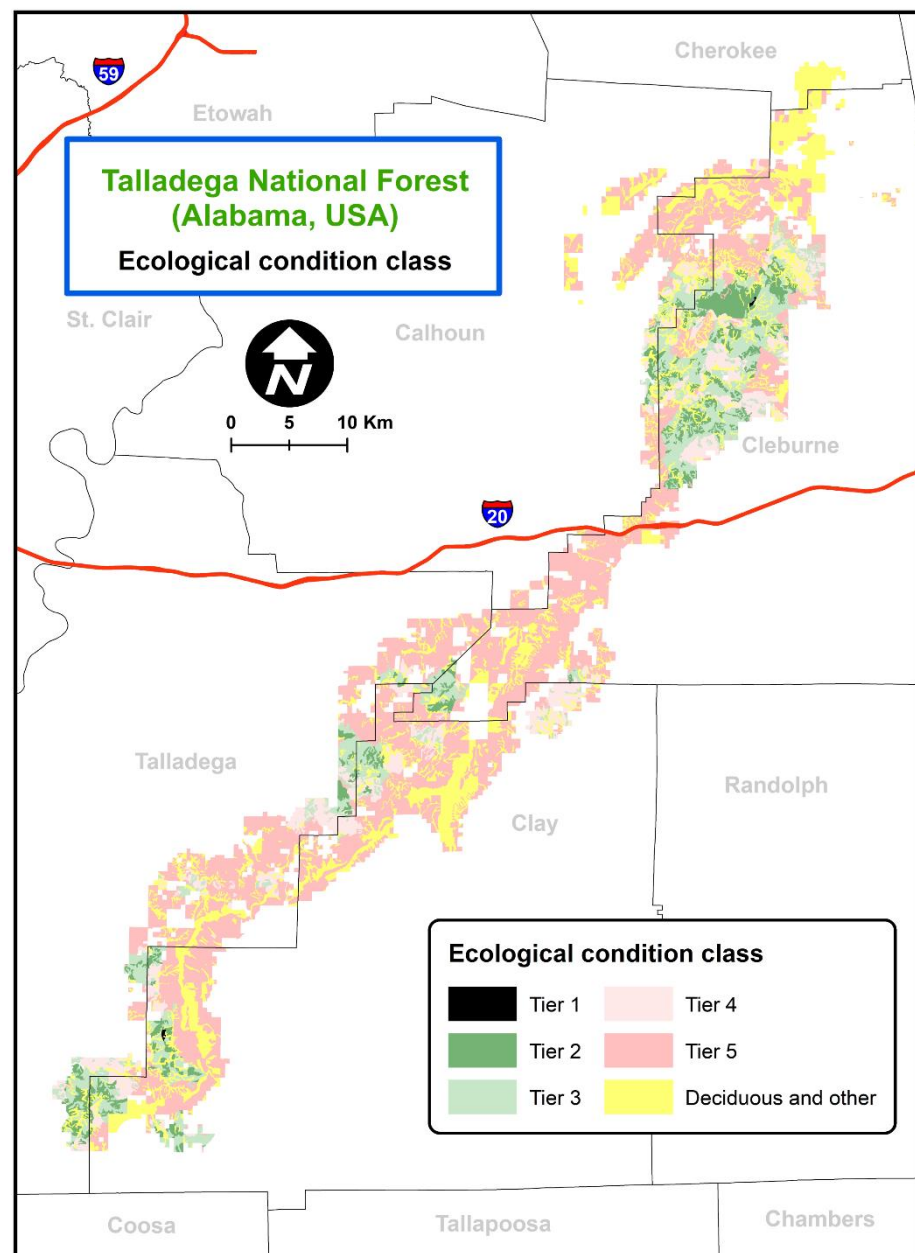 Cherokee
59
Etowah
Talladega National Forest
(Alabama, USA)
Ecological condition class
St. Clair
Calhoun
N
0 5 10 Km
Cleburne
20
Talladega
Randolph
Clay
Ecological condition class
Tier 1
Tier 4
Tier 2
Tier 5
Tier 3
Deciduous and other
Coosa
Tallapoosa
Chambers